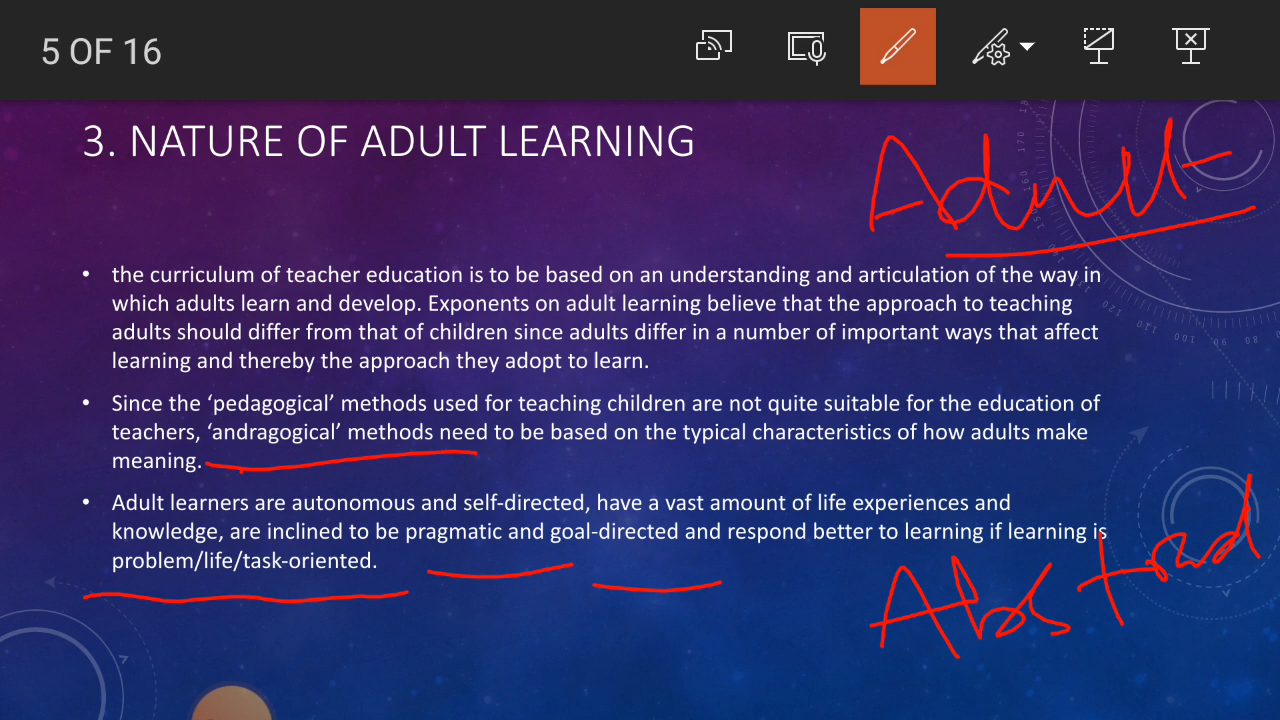 5 OF 16
3. NATURE OF ADULT LEARNING
Adult
• the curriculum of teacher education is to be based on an understanding and articulation of the way in
which adults learn and develop. Exponents on adult learning believe that the approach to teaching
adults should differ from that of children since adults differ in a number of important ways that affect
learning and thereby the approach they adopt to learn.
• Since the ‘pedagogical’ methods used for teaching children are not quite suitable for the education of
teachers, ‘andragogical’ methods need to be based on the typical characteristics of how adults make
meaning.
• Adult learners are autonomous and self-directed, have a vast amount of life experiences and
knowledge, are inclined to be pragmatic and goal-directed and respond better to learning if learning is
problem/life/task-oriented.